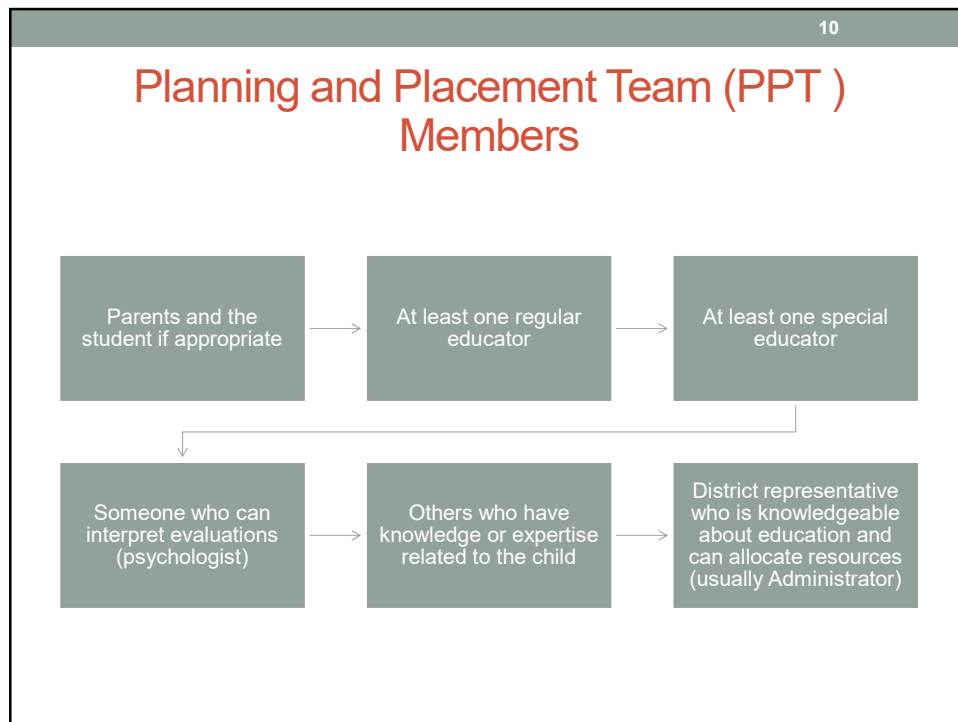 10
Planning and Placement Team (PPT )
Members
Parents and the
student if appropriate
At least one regular
educator
At least one special
educator
Someone who can
interpret evaluations
(psychologist)
Others who have
knowledge or expertise
related to the child
District representative
who is knowledgeable
about education and
can allocate resources
(usually Administrator)